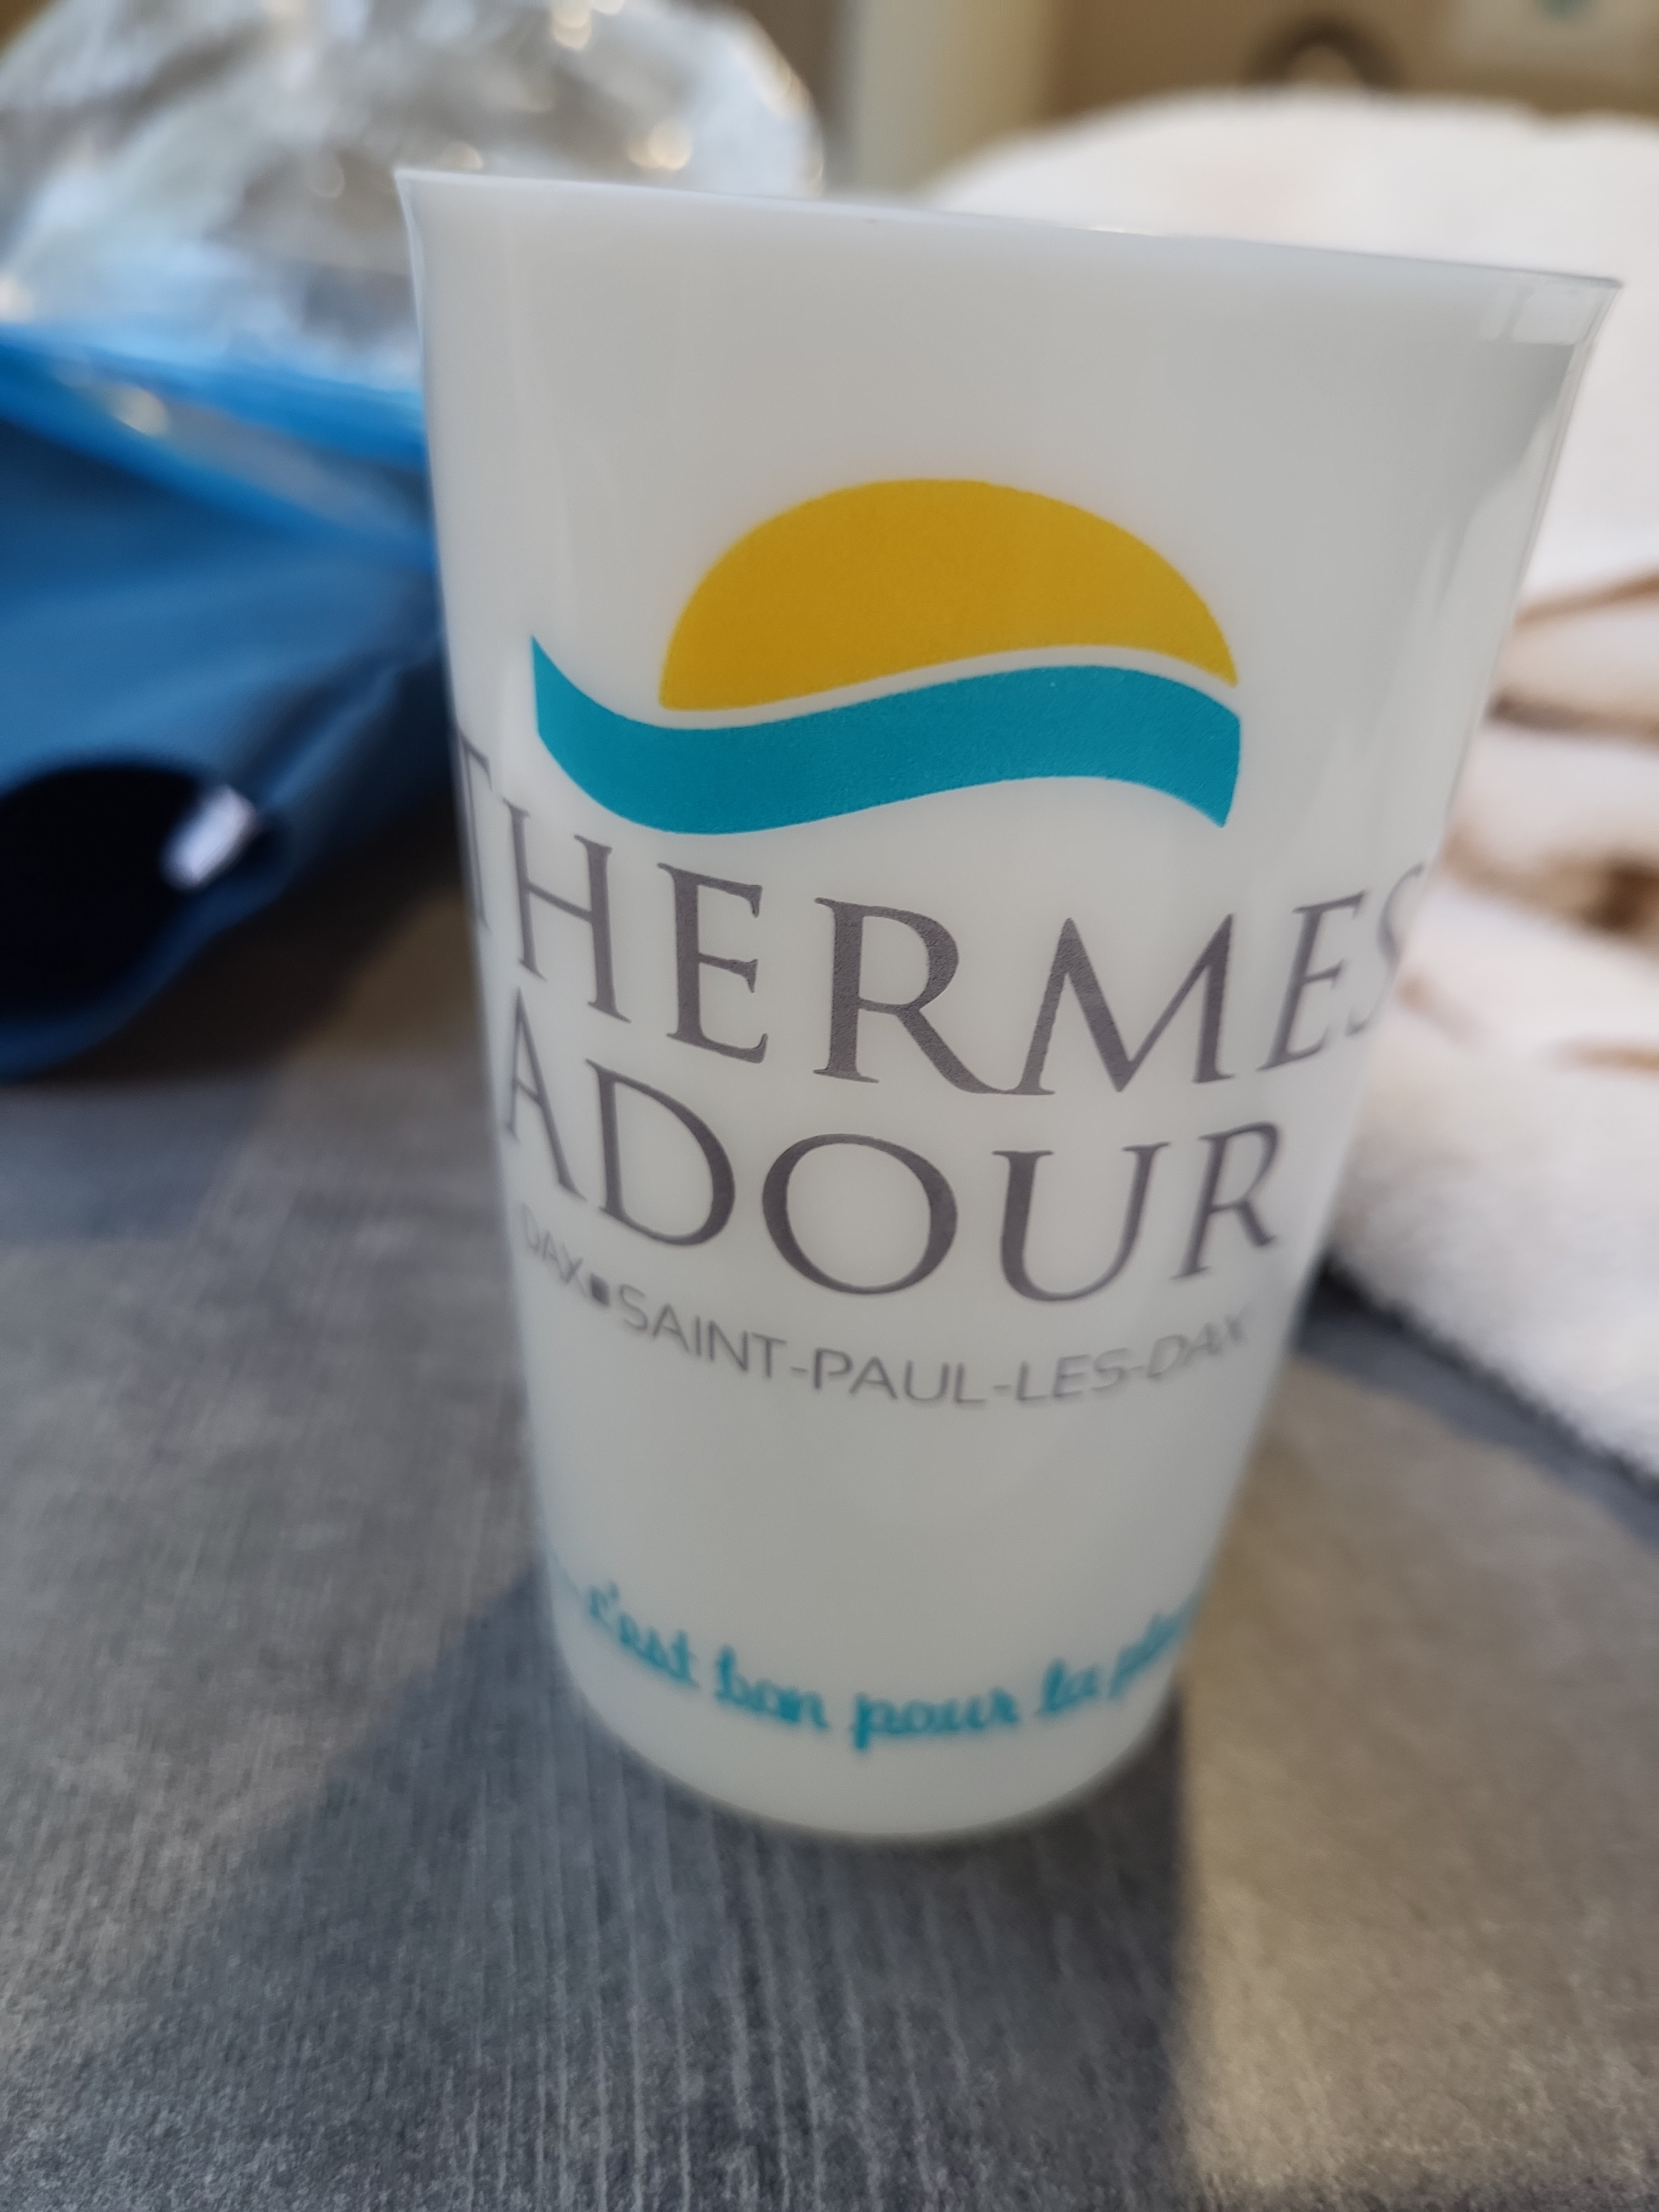 THERMES
ADOUR
DAX▪SAINT-PAUL-LES-DAX
c'est bon pour la